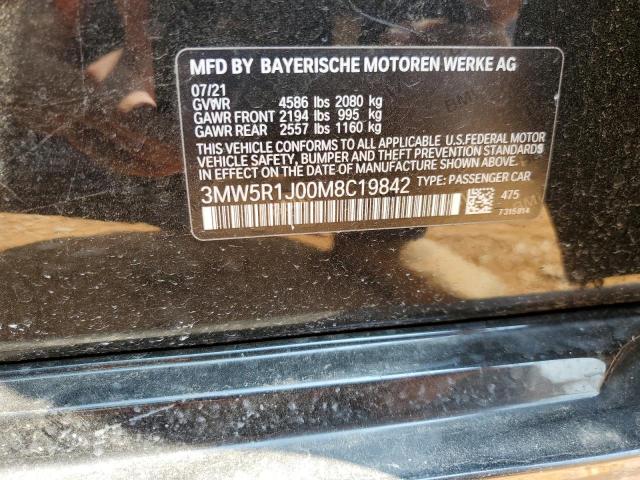 MFD BY BAYERISCHE MOTOREN WERKE AG
07/21
GVWR 4586 lbs 2080 kg
GAWR FRONT 2194 lbs 995 kg
GAWR REAR 2557 lbs 1160 kg
THIS VEHICLE CONFORMS TO ALL APPLICABLE U.S.FEDERAL MOTOR
VEHICLE SAFETY, BUMPER AND THEFT PREVENTION STANDARDS
IN EFFECT ON THE DATE OF MANUFACTURE SHOWN ABOVE.
3MW5R1J00M8C19842 TYPE: PASSENGER CAR
475
7315814